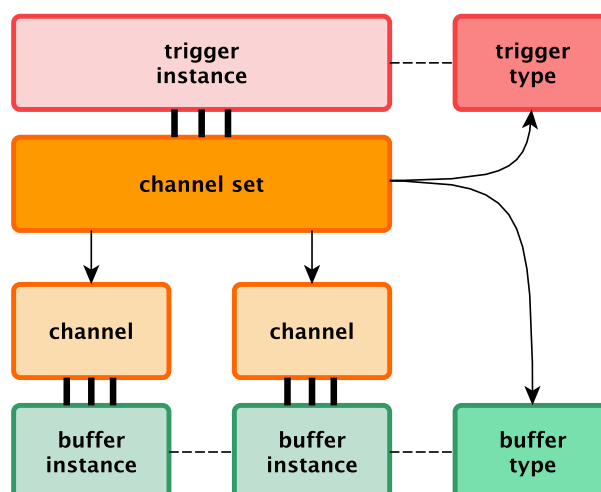 trigger
instance
trigger
type
channel set
channel
channel
buffer
instance
buffer
instance
buffer
type